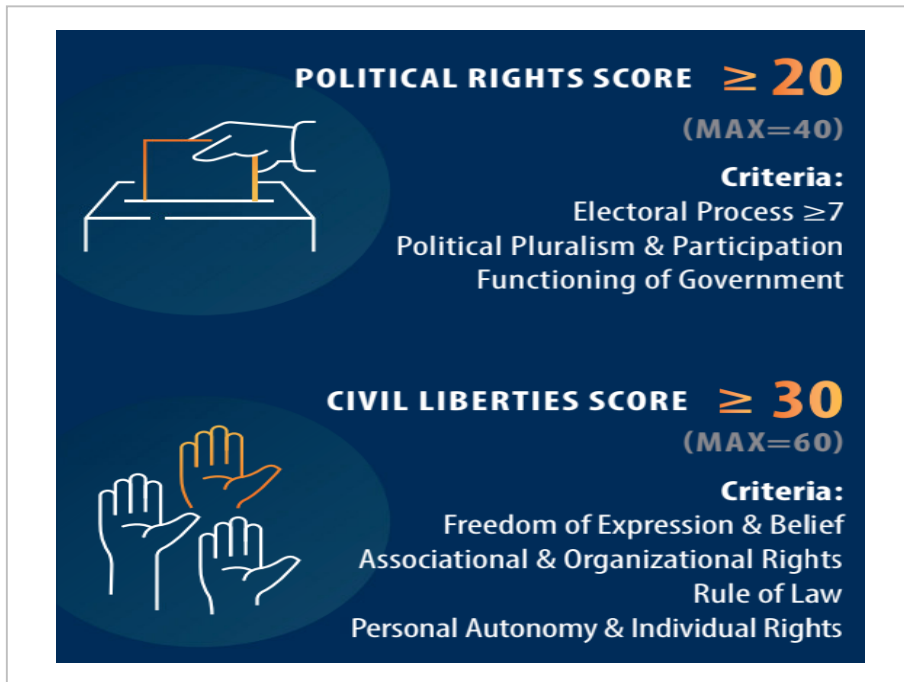 POLITICAL RIGHTS SCORE ≥ 20
(MAX=40)
Criteria:
Electoral Process ≥7
Political Pluralism & Participation
Functioning of Government
CIVIL LIBERTIES SCORE ≥ 30
(MAX=60)
Criteria:
Freedom of Expression & Belief
Associational & Organizational Rights
Rule of Law
Personal Autonomy & Individual Rights